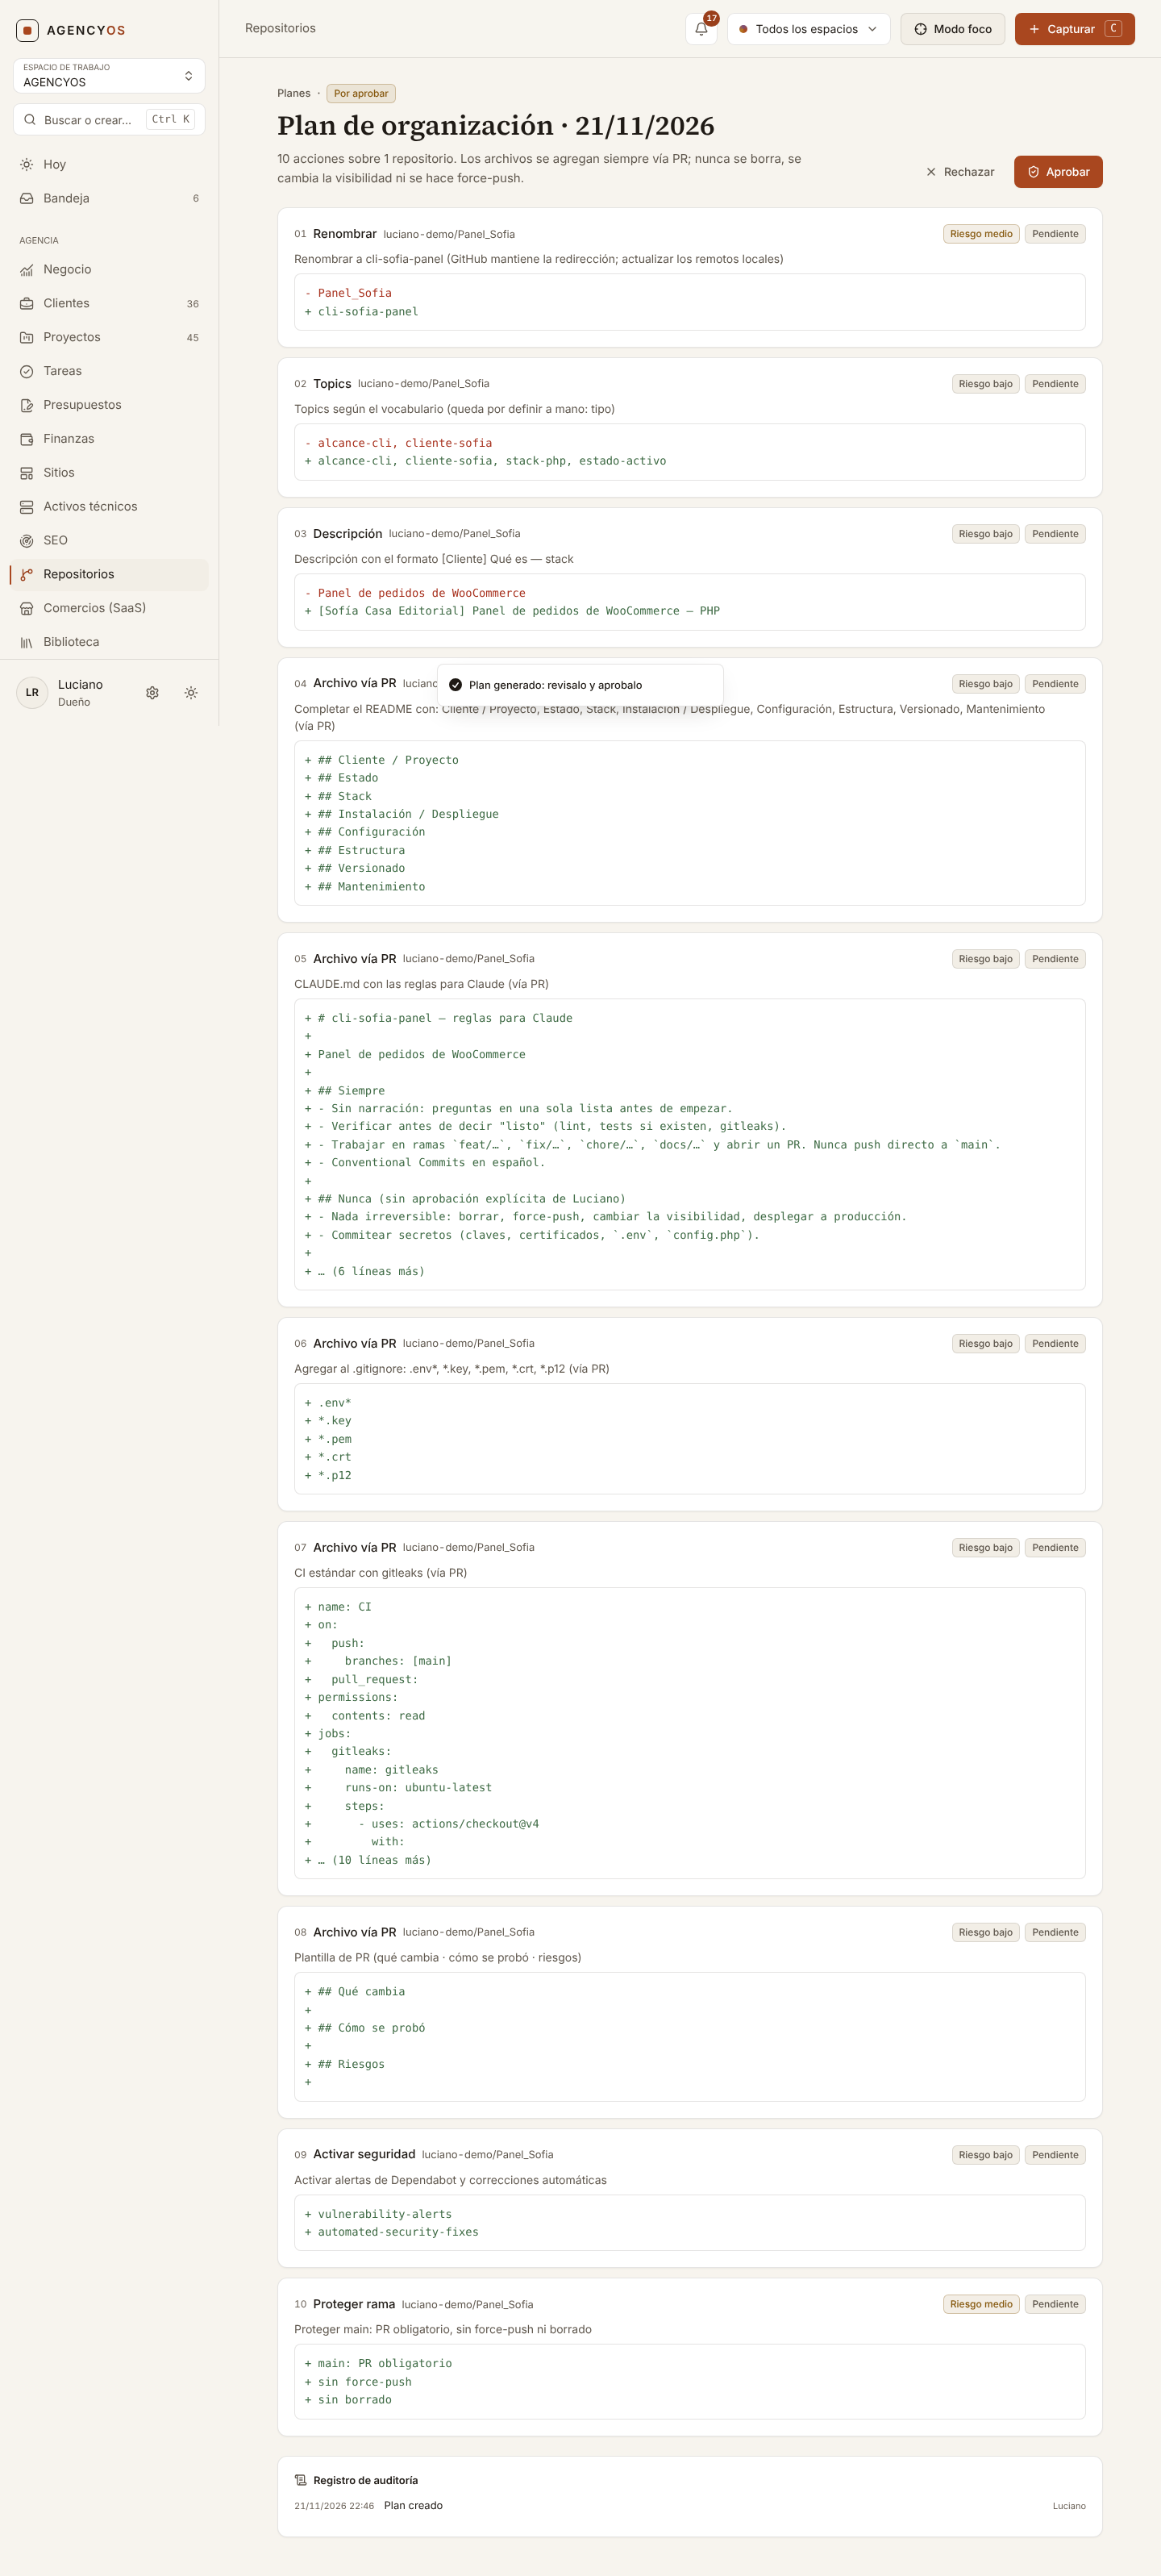 AGENCYOS
ESPACIO DE TRABAJO
AGENCYOS
Buscar o crear... Ctrl K
Hoy
Bandeja 6
AGENCIA
Negocio
Clientes 36
Proyectos 45
Tareas
Presupuestos
Finanzas
Sitios
Activos técnicos
SEO
Repositorios
Comercios (SaaS)
Biblioteca
LR Luciano
Dueño
Repositorios
17
Todos los espacios
Modo foco
+ Capturar C
Planes · Por aprobar
Plan de organización · 21/11/2026
10 acciones sobre 1 repositorio. Los archivos se agregan siempre vía PR; nunca se borra, se
cambia la visibilidad ni se hace force-push.
Rechazar
Aprobar
01 Renombrar luciano-demo/Panel_Sofia Riesgo medio Pendiente
Renombrar a cli-sofia-panel (GitHub mantiene la redirección; actualizar los remotos locales)
- Panel_Sofia
+ cli-sofia-panel
02 Topics luciano-demo/Panel_Sofia Riesgo bajo Pendiente
Topics según el vocabulario (queda por definir a mano: tipo)
- alcance-cli, cliente-sofia
+ alcance-cli, cliente-sofia, stack-php, estado-activo
03 Descripción luciano-demo/Panel_Sofia Riesgo bajo Pendiente
Descripción con el formato [Cliente] Qué es — stack
- Panel de pedidos de WooCommerce
+ [Sofía Casa Editorial] Panel de pedidos de WooCommerce — PHP
04 Archivo vía PR luciano Riesgo bajo Pendiente
Plan generado: revisalo y aprobalo
Completar el README con: Cliente / Proyecto, Estado, Stack, Instalación / Despliegue, Configuración, Estructura, Versionado, Mantenimiento
(vía PR)
+ ## Cliente / Proyecto
+ ## Estado
+ ## Stack
+ ## Instalación / Despliegue
+ ## Configuración
+ ## Estructura
+ ## Versionado
+ ## Mantenimiento
05 Archivo vía PR luciano-demo/Panel_Sofia Riesgo bajo Pendiente
CLAUDE.md con las reglas para Claude (vía PR)
+ # cli-sofia-panel — reglas para Claude
+
+ Panel de pedidos de WooCommerce
+
+ ## Siempre
+ - Sin narración: preguntas en una sola lista antes de empezar.
+ - Verificar antes de decir "listo" (lint, tests si existen, gitleaks).
+ - Trabajar en ramas `feat/…`, `fix/…`, `chore/…`, `docs/…` y abrir un PR. Nunca push directo a `main`.
+ - Conventional Commits en español.
+
+ ## Nunca (sin aprobación explícita de Luciano)
+ - Nada irreversible: borrar, force-push, cambiar la visibilidad, desplegar a producción.
+ - Commitear secretos (claves, certificados, `.env`, `config.php`).
+
+ … (6 líneas más)
06 Archivo vía PR luciano-demo/Panel_Sofia Riesgo bajo Pendiente
Agregar al .gitignore: .env*, *.key, *.pem, *.crt, *.p12 (vía PR)
+ .env*
+ *.key
+ *.pem
+ *.crt
+ *.p12
07 Archivo vía PR luciano-demo/Panel_Sofia Riesgo bajo Pendiente
CI estándar con gitleaks (vía PR)
+ name: CI
+ on:
+   push:
+     branches: [main]
+   pull_request:
+ permissions:
+   contents: read
+ jobs:
+   gitleaks:
+     name: gitleaks
+     runs-on: ubuntu-latest
+     steps:
+       - uses: actions/checkout@v4
+         with:
+ … (10 líneas más)
08 Archivo vía PR luciano-demo/Panel_Sofia Riesgo bajo Pendiente
Plantilla de PR (qué cambia · cómo se probó · riesgos)
+ ## Qué cambia
+
+ ## Cómo se probó
+
+ ## Riesgos
+
09 Activar seguridad luciano-demo/Panel_Sofia Riesgo bajo Pendiente
Activar alertas de Dependabot y correcciones automáticas
+ vulnerability-alerts
+ automated-security-fixes
10 Proteger rama luciano-demo/Panel_Sofia Riesgo medio Pendiente
Proteger main: PR obligatorio, sin force-push ni borrado
+ main: PR obligatorio
+ sin force-push
+ sin borrado
Registro de auditoría
21/11/2026 22:46 Plan creado Luciano